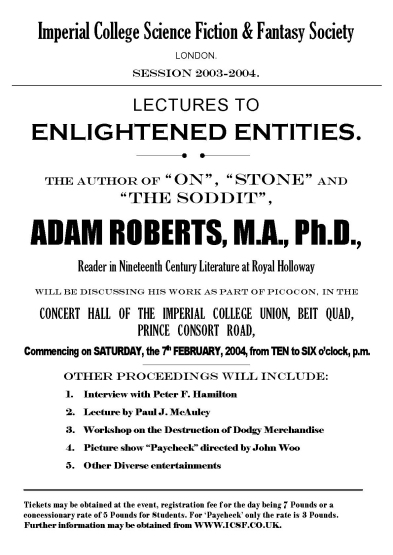 Imperial College Science Fiction & Fantasy Society
LONDON.
SESSION 2003-2004.
LECTURES TO
ENLIGHTENED ENTITIES.
THE AUTHOR OF "ON", "STONE" AND
"THE SODDIT",
ADAM ROBERTS, M.A., Ph.D.,
Reader in Nineteenth Century Literature at Royal Holloway
WILL BE DISCUSSING HIS WORK AS PART OF PICOCON, IN THE
CONCERT HALL OF THE IMPERIAL COLLEGE UNION, BEIT QUAD,
PRINCE CONSORT ROAD,
Commencing on SATURDAY, the 7th FEBRUARY, 2004, from TEN to SIX o'clock, p.m.
OTHER PROCEEDINGS WILL INCLUDE:
1. Interview with Peter F. Hamilton
2. Lecture by Paul J. McAuley
3. Workshop on the Destruction of Dodgy Merchandise
4. Picture show "Paycheck" directed by John Woo
5. Other Diverse entertainments
Tickets may be obtained at the event, registration fee for the day being 7 Pounds or a
concessionary rate of 5 Pounds for Students. For 'Paycheck' only the rate is 3 Pounds.
Further information may be obtained from WWW.ICSF.CO.UK.